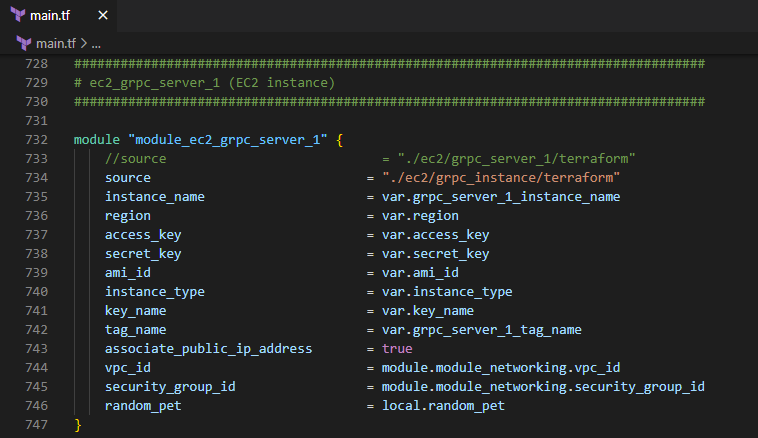 main.tf ×
main.tf > ...
728 ################################################################################
729 # ec2_grpc_server_1 (EC2 instance)
730 ################################################################################
731
732 module "module_ec2_grpc_server_1" {
733 //source = "./ec2/grpc_server_1/terraform"
734 source = "./ec2/grpc_instance/terraform"
735 instance_name = var.grpc_server_1_instance_name
736 region = var.region
737 access_key = var.access_key
738 secret_key = var.secret_key
739 ami_id = var.ami_id
740 instance_type = var.instance_type
741 key_name = var.key_name
742 tag_name = var.grpc_server_1_tag_name
743 associate_public_ip_address = true
744 vpc_id = module.module_networking.vpc_id
745 security_group_id = module.module_networking.security_group_id
746 random_pet = local.random_pet
747 }